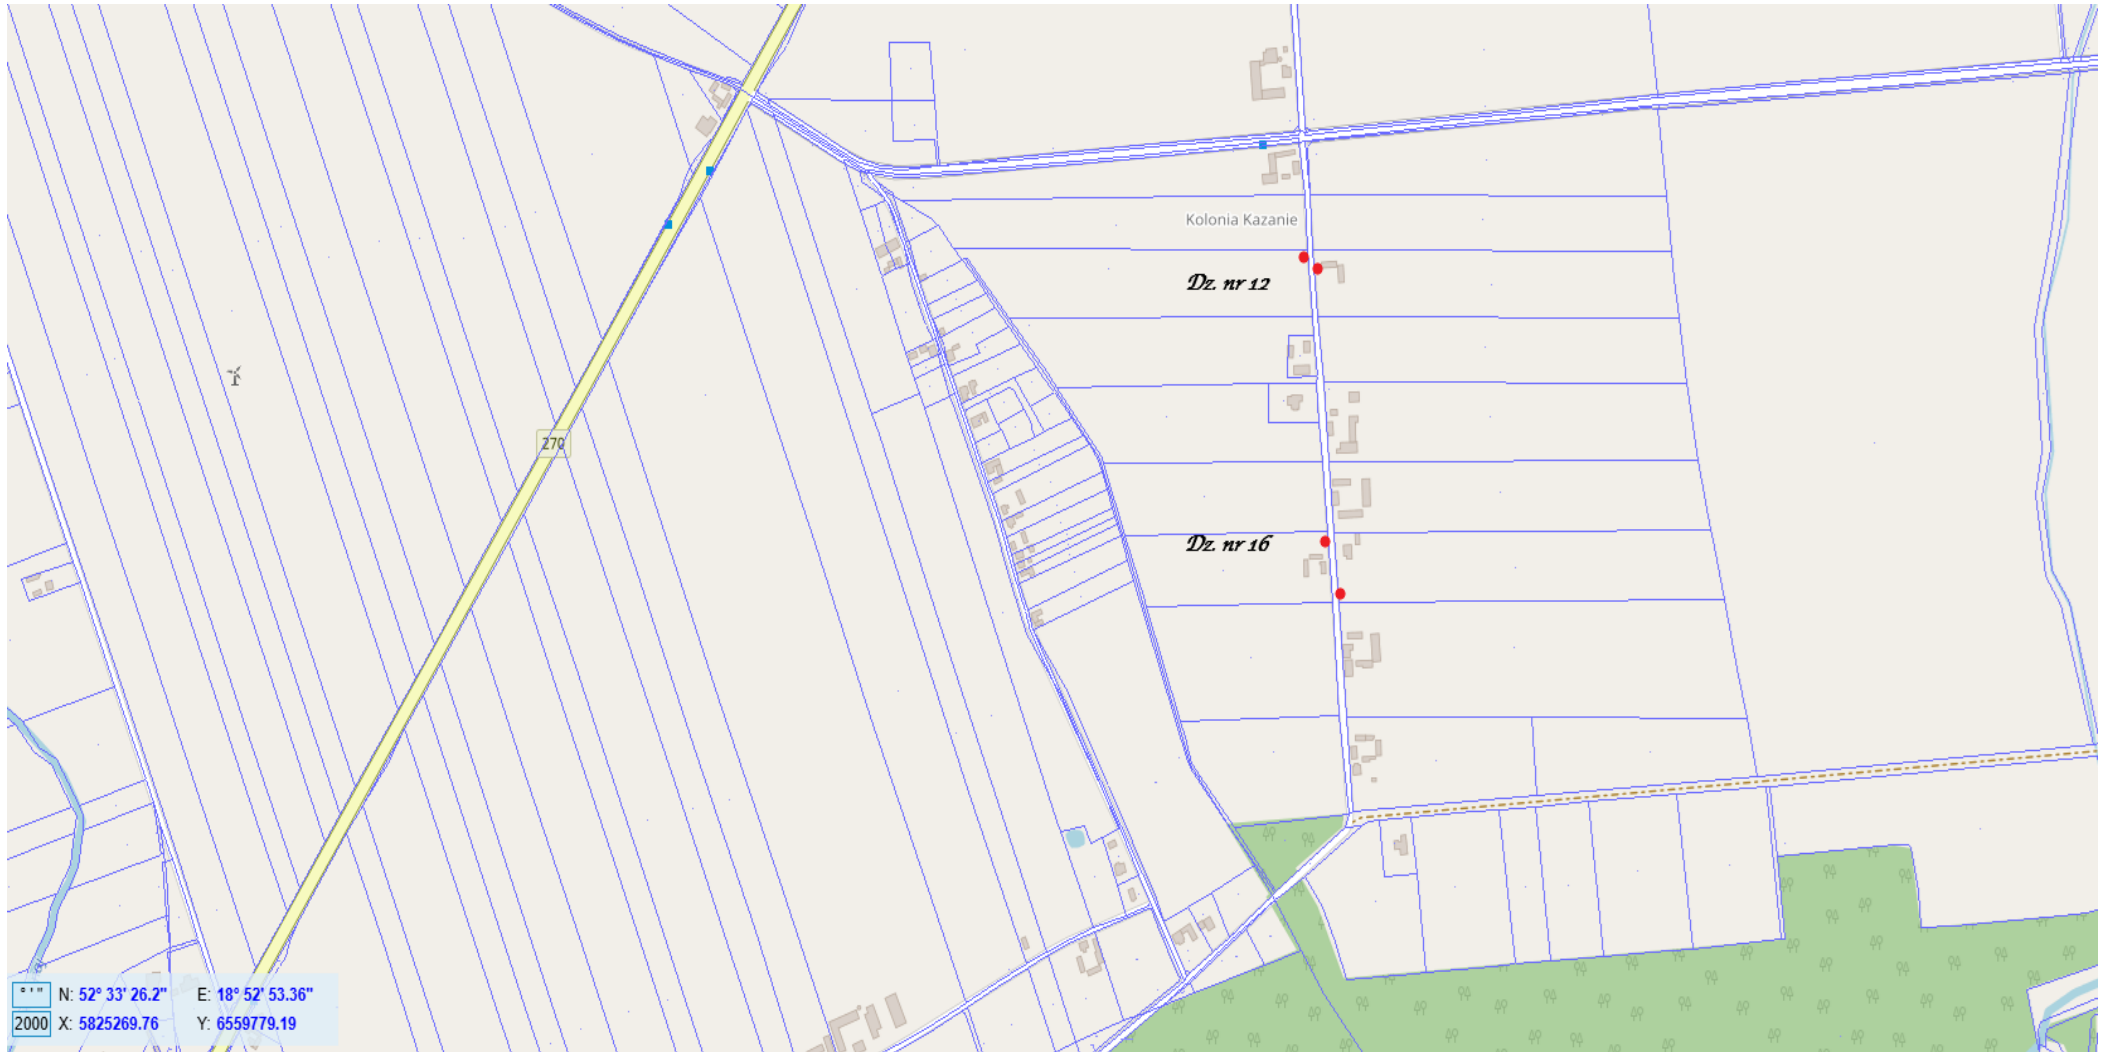 Kolonia Kazanie
Dz. nr 12
270
Dz. nr 16
° ' " N: 52° 33' 26.2" E: 18° 52' 53.36"
2000 X: 5825269.76 Y: 6559779.19